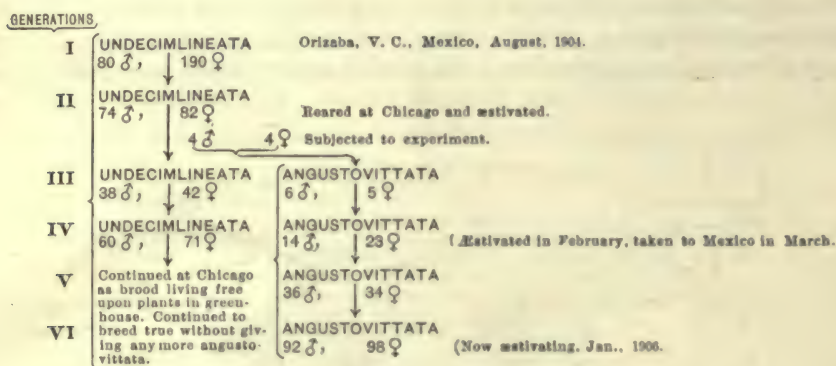 GENERATIONS
I UNDECIMLINEATA Orizaba, V. C., Mexico, August, 1904.
80 ♂, 190 ♀
II UNDECIMLINEATA
74 ♂, 82 ♀ Reared at Chicago and æstivated.
4 ♂ 4 ♀ Subjected to experiment.
III UNDECIMLINEATA ANGUSTOVITTATA
38 ♂, 42 ♀ 6 ♂, 5 ♀
IV UNDECIMLINEATA ANGUSTOVITTATA
60 ♂, 71 ♀ 14 ♂, 23 ♀ (Æstivated in February, taken to Mexico in March.
V Continued at Chicago
as brood living free
upon plants in green-
house. Continued to
breed true without giv-
ing any more angusto-
vittata.
ANGUSTOVITTATA
36 ♂, 34 ♀
VI ANGUSTOVITTATA
92 ♂, 98 ♀ (Now æstivating, Jan., 1906.